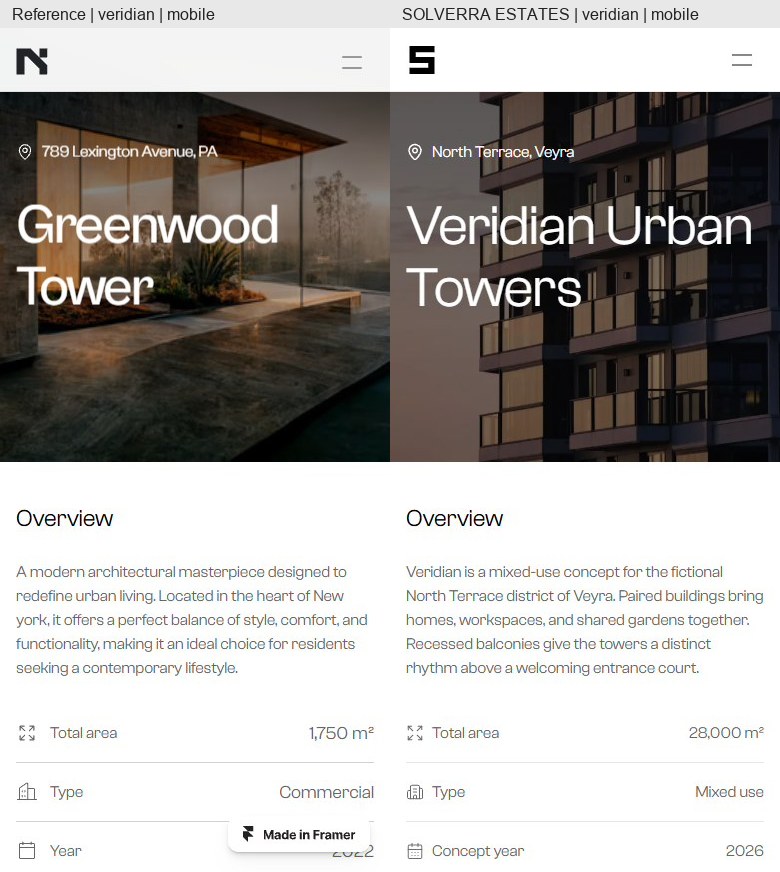 Reference | veridian | mobile
789 Lexington Avenue, PA
Greenwood
Tower
Overview
A modern architectural masterpiece designed to
redefine urban living. Located in the heart of New
york, it offers a perfect balance of style, comfort, and
functionality, making it an ideal choice for residents
seeking a contemporary lifestyle.
Total area 1,750 m²
Type Commercial
Made in Framer
Year 2022
SOLVERRA ESTATES | veridian | mobile
North Terrace, Veyra
Veridian Urban
Towers
Overview
Veridian is a mixed-use concept for the fictional
North Terrace district of Veyra. Paired buildings bring
homes, workspaces, and shared gardens together.
Recessed balconies give the towers a distinct
rhythm above a welcoming entrance court.
Total area 28,000 m²
Type Mixed use
Concept year 2026